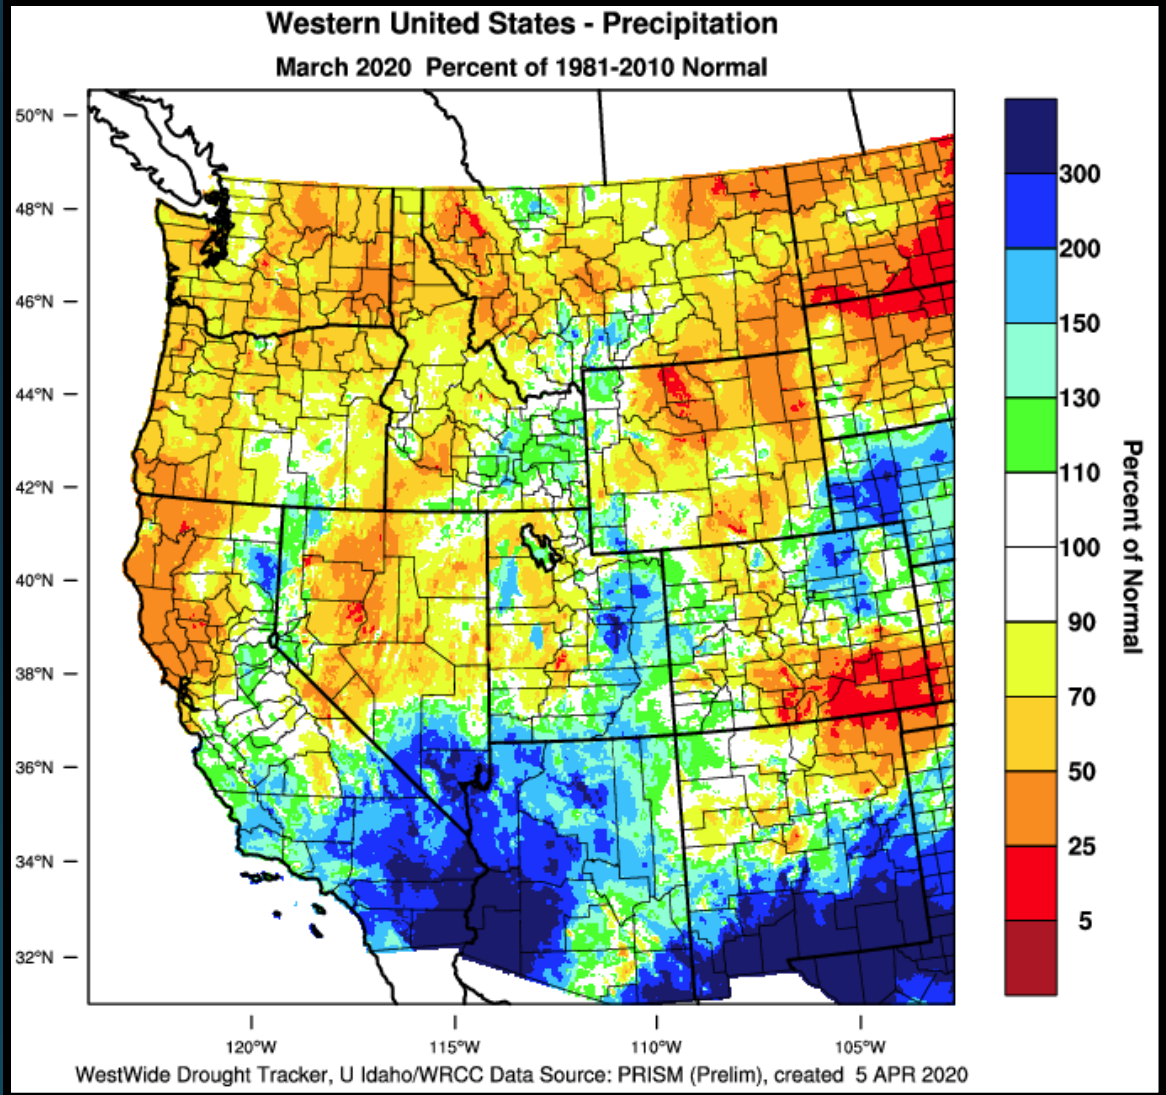 Western United States - Precipitation
March 2020 Percent of 1981-2010 Normal
50°N
48°N
46°N
44°N
42°N
40°N
38°N
36°N
34°N
32°N
120°W
115°W
110°W
105°W
300
200
150
130
110
100
90
70
50
25
5
Percent of Normal
WestWide Drought Tracker, U Idaho/WRCC Data Source: PRISM (Prelim), created 5 APR 2020